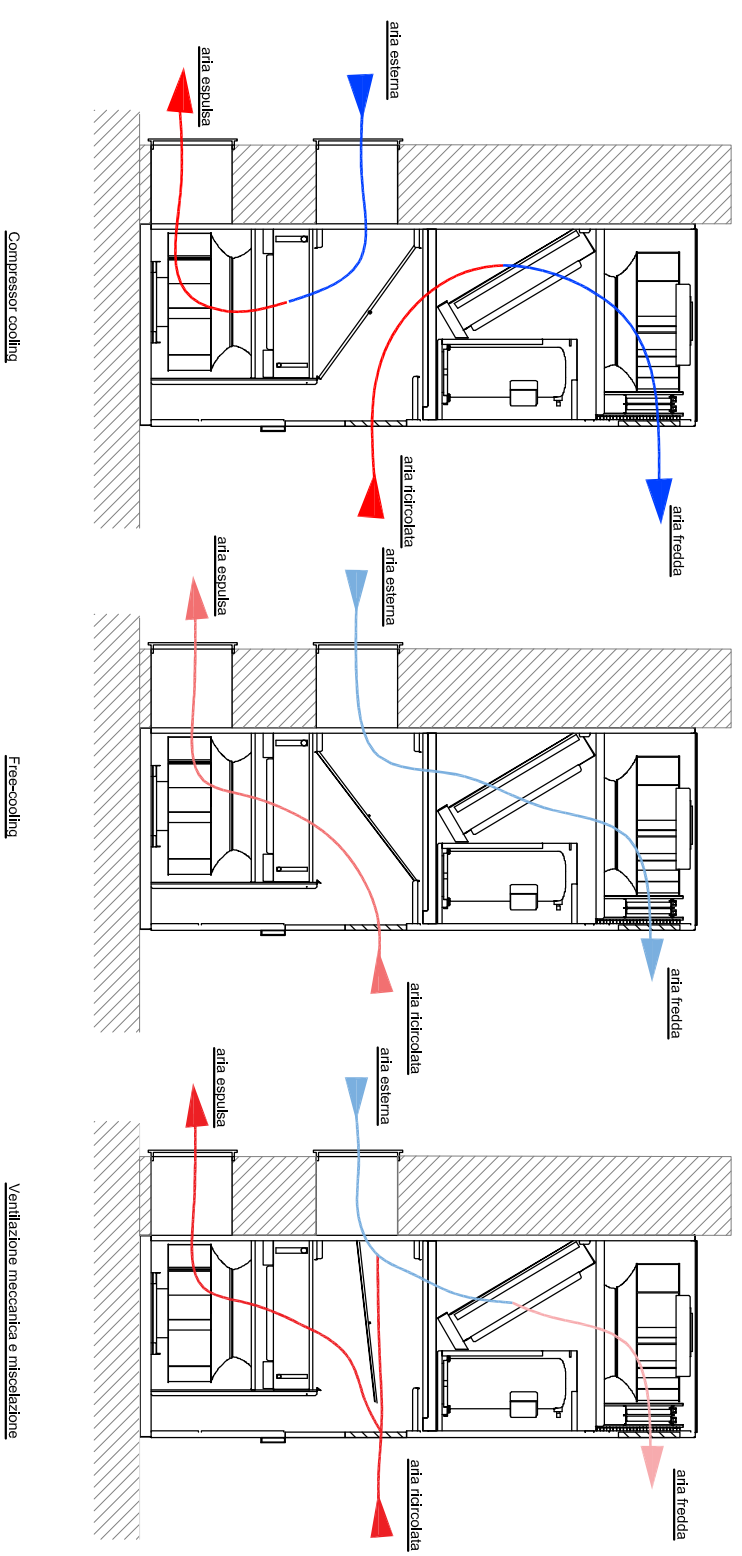 aria esterna
aria espulsa
aria ricircolata
aria fredda
Compressor cooling
aria esterna
aria espulsa
aria ricircolata
aria fredda
Free-cooling
aria esterna
aria espulsa
aria ricircolata
aria fredda
Ventilazione meccanica e miscelazione